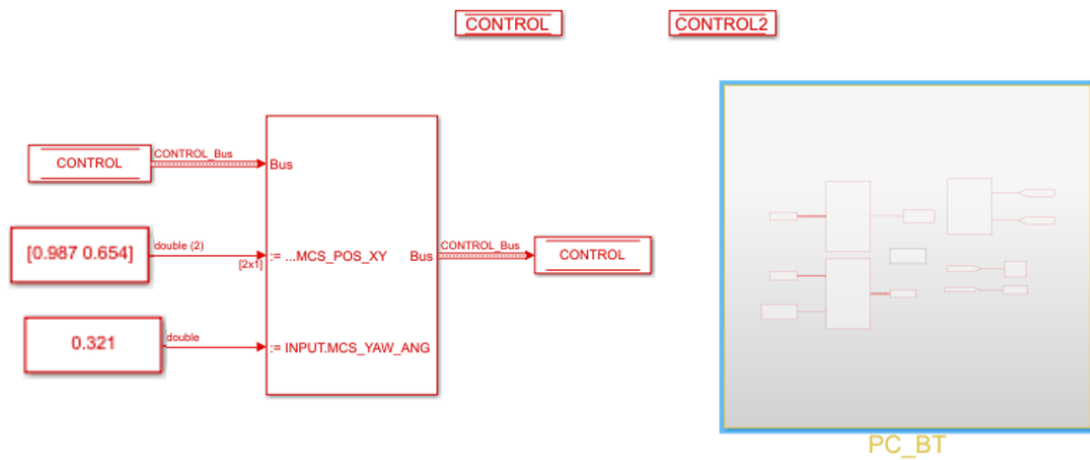 CONTROL
CONTROL2
CONTROL
CONTROL_Bus
Bus
[0.987 0.654]
double (2)
[2x1]
:= ...MCS_POS_XY
Bus
CONTROL_Bus
CONTROL
0.321
double
:= INPUT.MCS_YAW_ANG
PC_BT